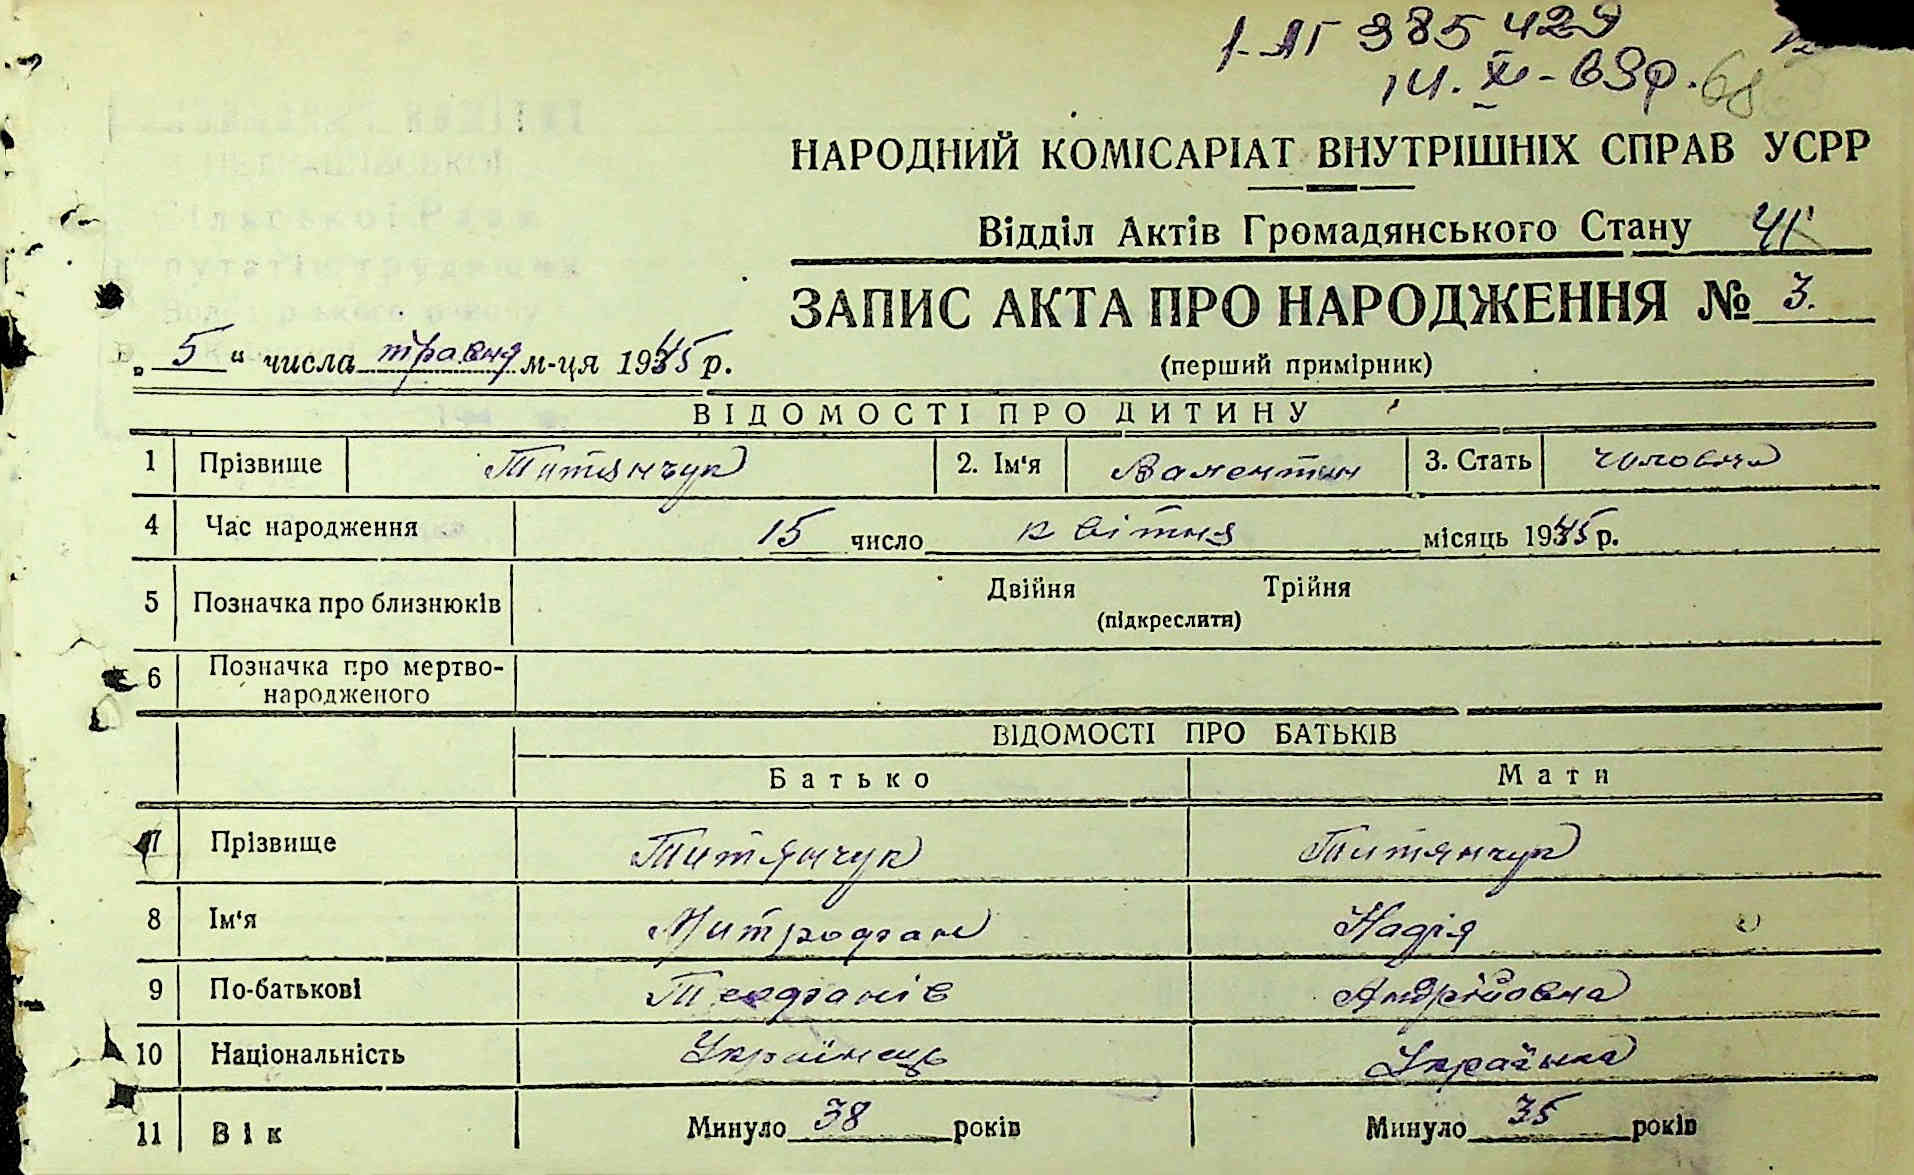 1-ЯГ 385429
14. XI - 69р. 68
НАРОДНИЙ КОМІСАРІАТ ВНУТРІШНІХ СПРАВ УСРР
Відділ Актів Громадянського Стану
ЗАПИС АКТА ПРО НАРОДЖЕННЯ № 3.
„ 5 “ числа травня м-ця 1945 р.
(перший примірник)
ВІДОМОСТІ ПРО ДИТИНУ
1 Прізвище Титянчук 2. Ім'я Валентин 3. Стать чоловіча
4 Час народження 15 число квітня місяць 1945 р.
5 Позначка про близнюків Двійня Трійня
(підкреслити)
6 Позначка про мертво-
народженого
ВІДОМОСТІ ПРО БАТЬКІВ
Батько Мати
7 Прізвище Титянчук Титянчук
8 Ім'я Митрофан Надія
9 По-батькові Теофанів Андрійовна
10 Національність Українець Українка
11 Вік Минуло 38 років Минуло 35 років